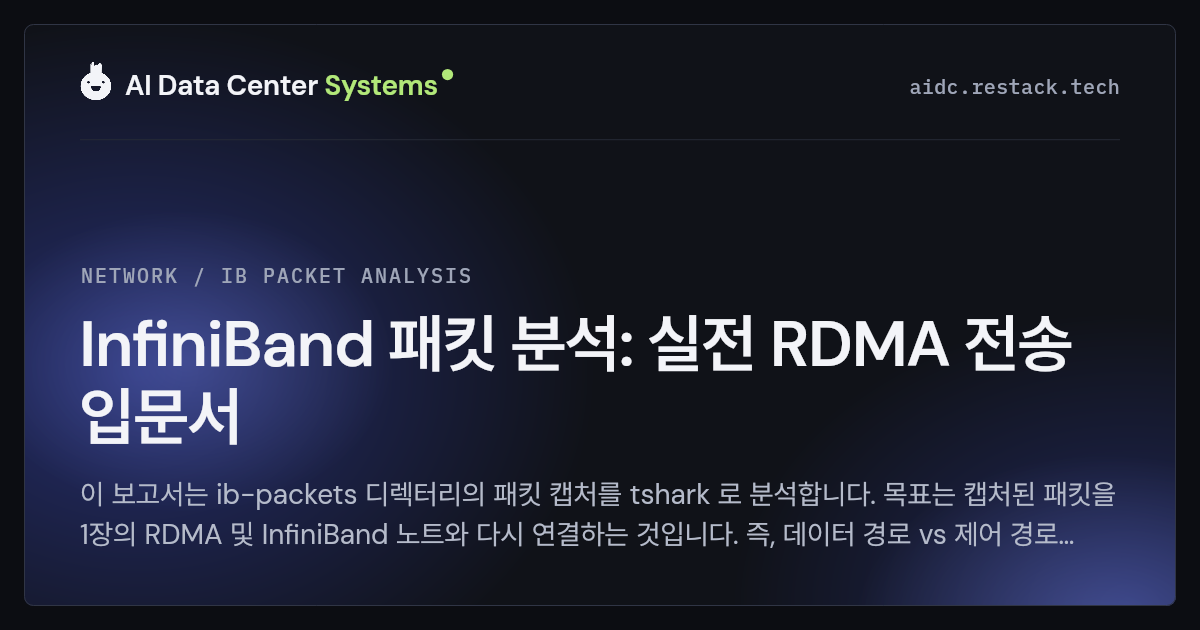 AI Data Center Systems
aidc.restack.tech
NETWORK / IB PACKET ANALYSIS
InfiniBand 패킷 분석: 실전 RDMA 전송
입문서
이 보고서는 ib-packets 디렉터리의 패킷 캡처를 tshark 로 분석합니다. 목표는 캡처된 패킷을
1장의 RDMA 및 InfiniBand 노트와 다시 연결하는 것입니다. 즉, 데이터 경로 vs 제어 경로...